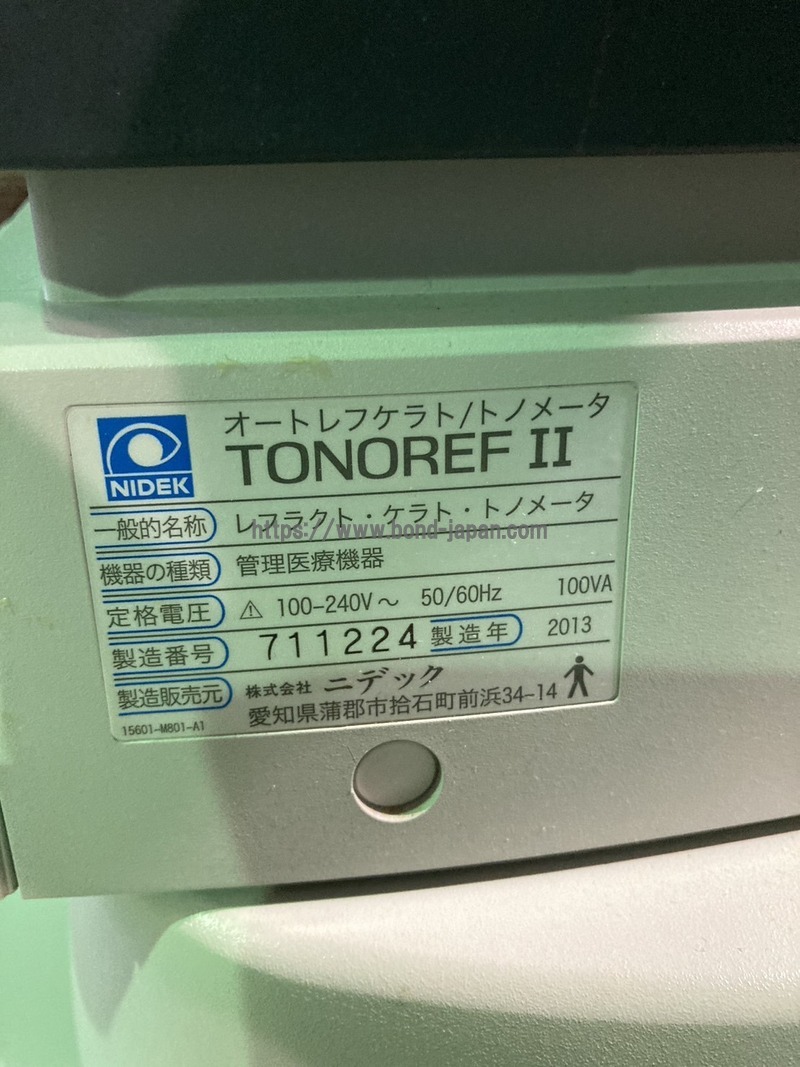 NIDEK
オートレフケラト/トノメータ
TONOREF II
一般的名称 レフラクト・ケラト・トノメータ
https://www.bond-japan.com
機器の種類 管理医療機器
定格電圧 ⚠ 100-240V～ 50/60Hz 100VA
製造番号 711224 製造年 2013
製造販売元 株式会社 ニデック
愛知県蒲郡市拾石町前浜34-14
15601-M801-A1